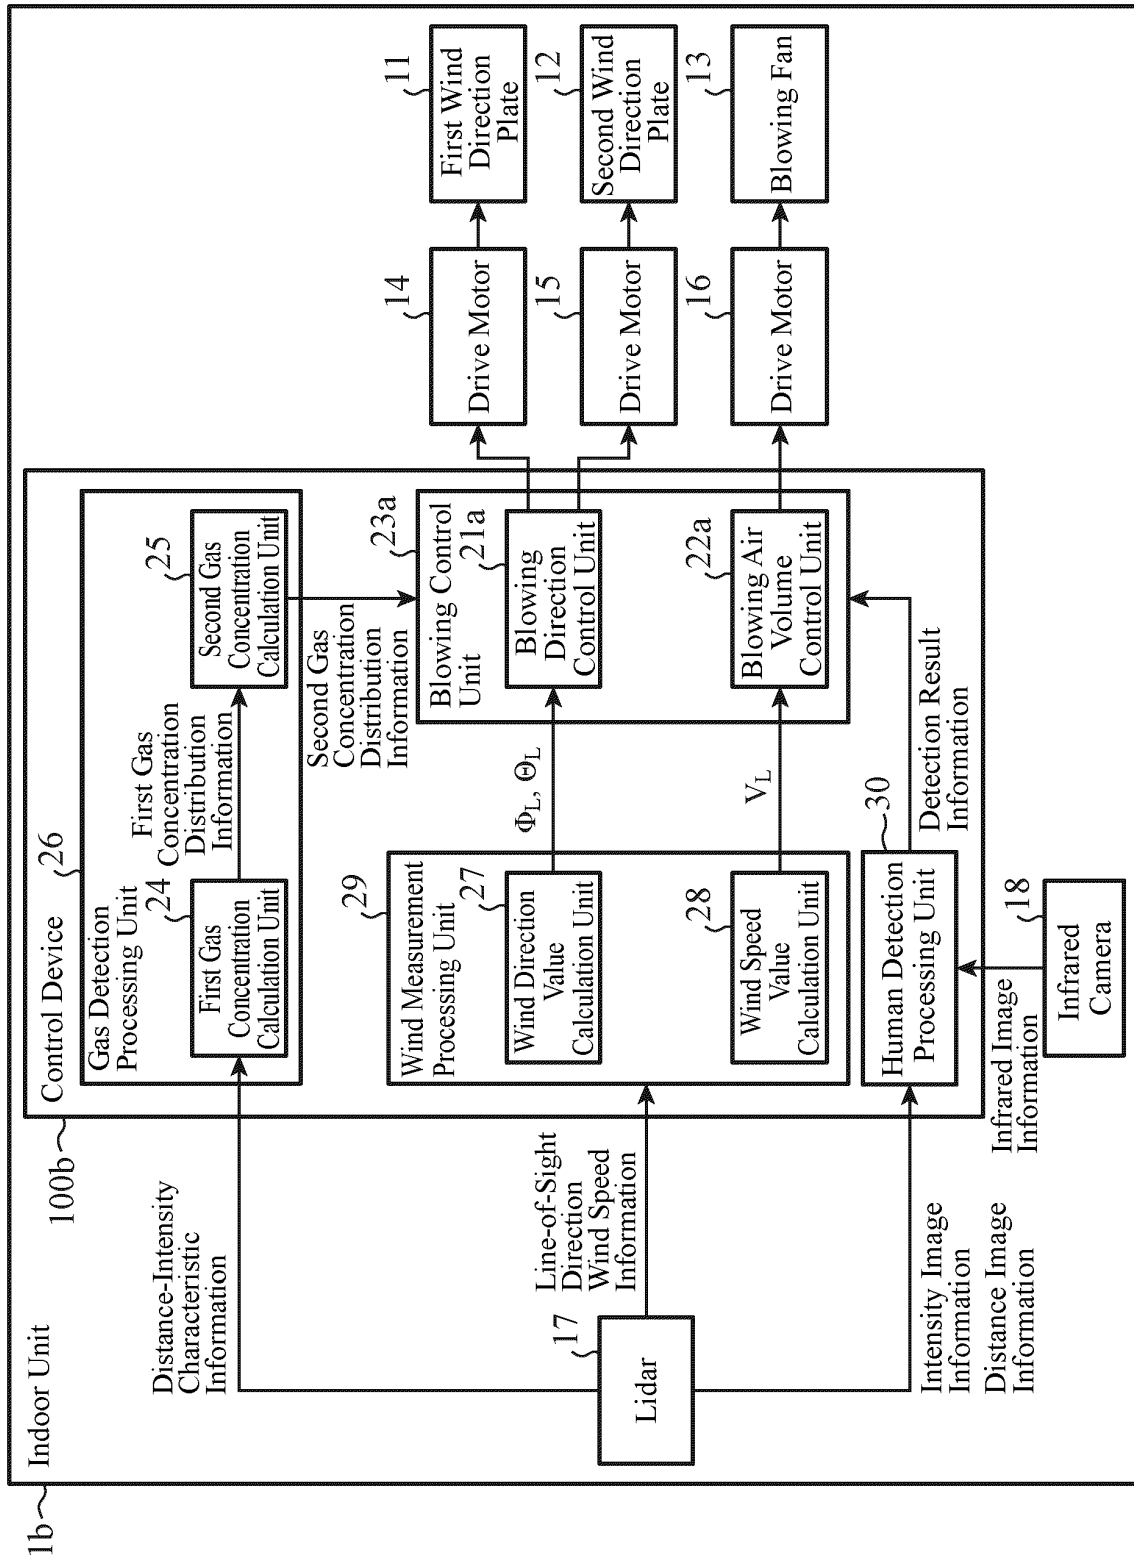 1b
Indoor Unit
100b
Control Device
26
Gas Detection
Processing Unit
24
First Gas
Concentration
Calculation Unit
First Gas
Concentration
Distribution
Information
25
Second Gas
Concentration
Calculation Unit
Distance-Intensity
Characteristic
Information
Second Gas
Concentration
Distribution
Information
17
Lidar
Line-of-Sight
Direction
Wind Speed
Information
29
Wind Measurement
Processing Unit
27
Wind Direction
Value
Calculation Unit
28
Wind Speed
Value
Calculation Unit
ΦL, ΘL
VL
23a
Blowing Control
Unit
21a
Blowing
Direction
Control Unit
22a
Blowing Air
Volume
Control Unit
14
Drive Motor
11
First Wind
Direction
Plate
15
Drive Motor
12
Second Wind
Direction
Plate
16
Drive Motor
13
Blowing Fan
Intensity Image
Information
Distance Image
Information
30
Human Detection
Processing Unit
Detection Result
Information
Infrared Image
Information
18
Infrared
Camera